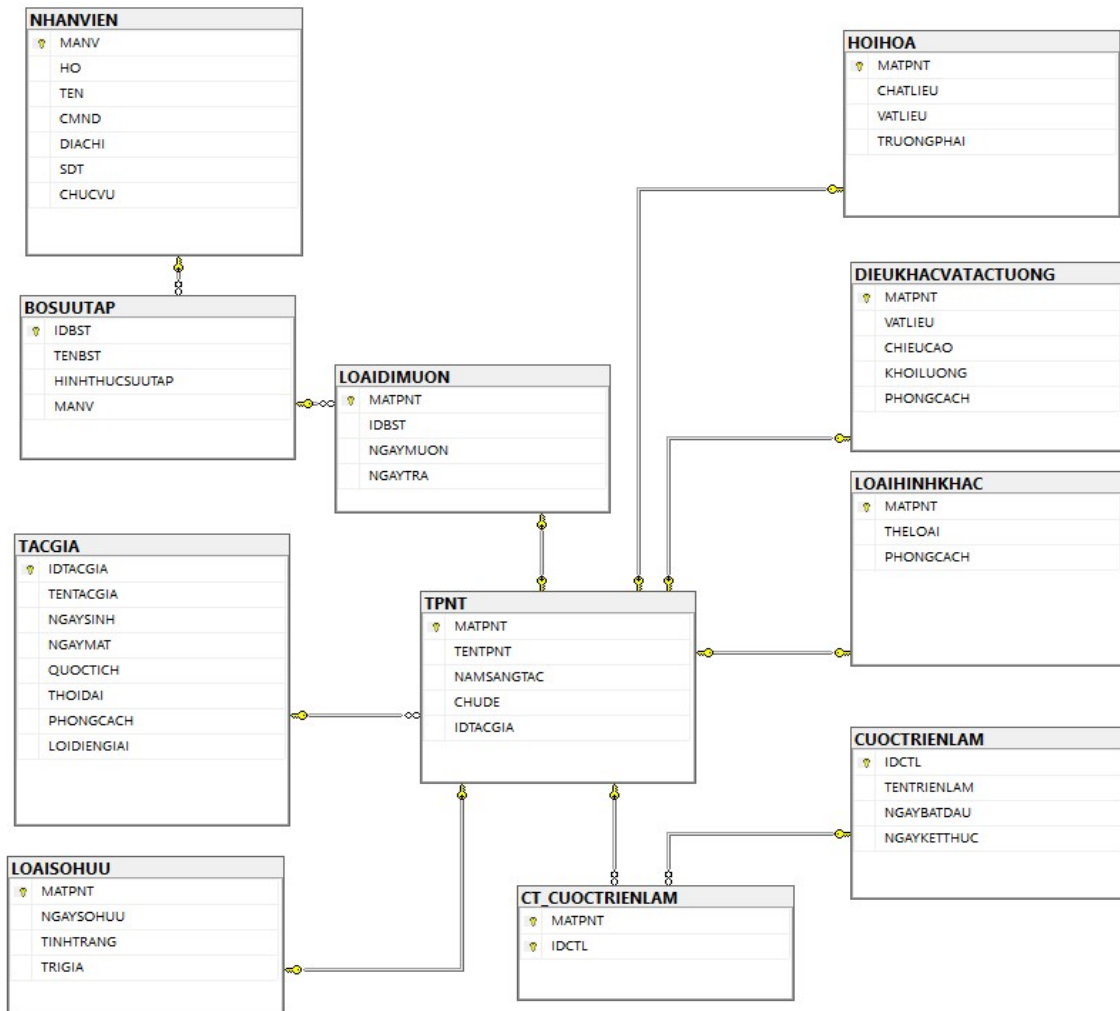 NHANVIEN
MANV
HO
TEN
CMND
DIACHI
SDT
CHUCVU
BOSUUTAP
IDBST
TENBST
HINHTHUCSUUTAP
MANV
LOAIDIMUON
MATPNT
IDBST
NGAYMUON
NGAYTRA
HOIHOA
MATPNT
CHATLIEU
VATLIEU
TRUONGPHAI
DIEUKHACVATACTUONG
MATPNT
VATLIEU
CHIEUCAO
KHOILUONG
PHONGCACH
LOAIHINHKHAC
MATPNT
THELOAI
PHONGCACH
TACGIA
IDTACGIA
TENTACGIA
NGAYSINH
NGAYMAT
QUOCTICH
THOIDAI
PHONGCACH
LOIDIENGIAI
TPNT
MATPNT
TENTPNT
NAMSANGTAC
CHUDE
IDTACGIA
CUOCTRIENLAM
IDCTL
TENTRIENLAM
NGAYBATDAU
NGAYKETTHUC
LOAISOHUU
MATPNT
NGAYSOHUU
TINHTRANG
TRIGIA
CT_CUOCTRIENLAM
MATPNT
IDCTL